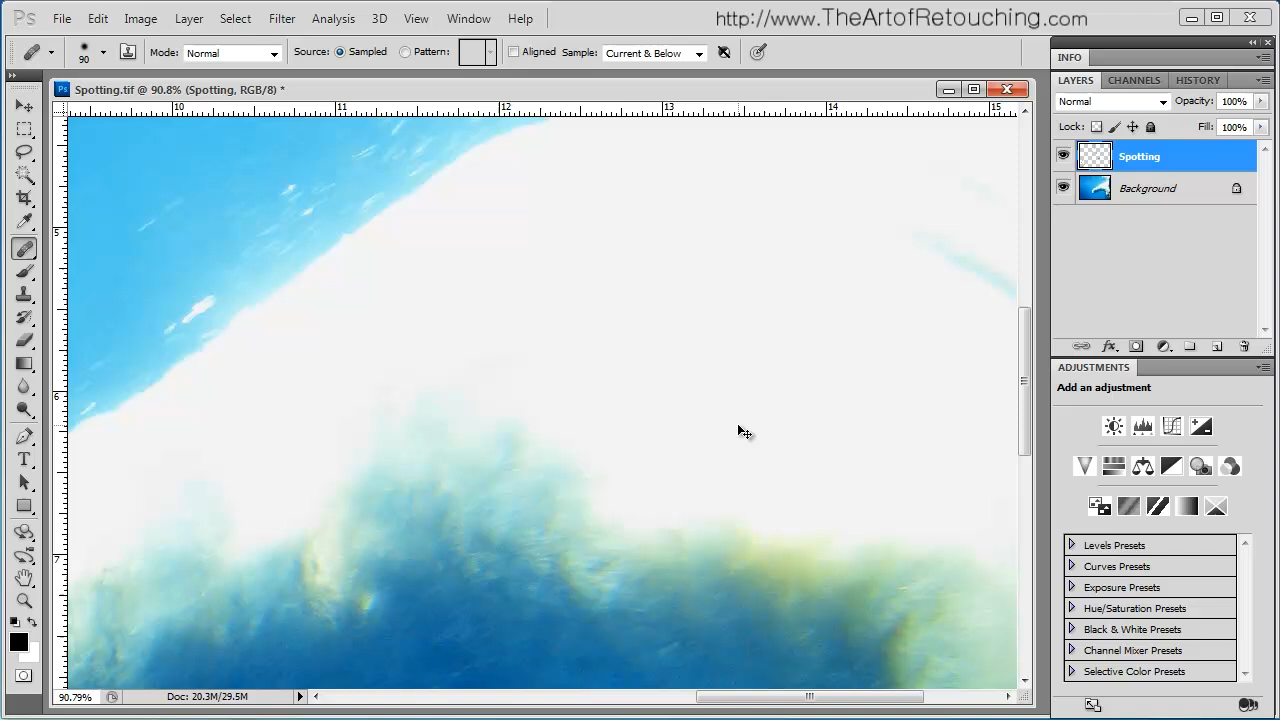 Ps File Edit Image Layer Select Filter Analysis 3D View Window Help
http://www.TheArtofRetouching.com
90 Mode: Normal Source: Sampled Pattern: Aligned Sample: Current & Below
Spotting.tif @ 90.8% (Spotting, RGB/8) *
10 11 12 13 14 15
5
6
7
90.79% Doc: 20.3M/29.5M
INFO
LAYERS CHANNELS HISTORY
Normal Opacity: 100%
Lock: Fill: 100%
Spotting
Background
fx
ADJUSTMENTS
Add an adjustment
Levels Presets
Curves Presets
Exposure Presets
Hue/Saturation Presets
Black & White Presets
Channel Mixer Presets
Selective Color Presets